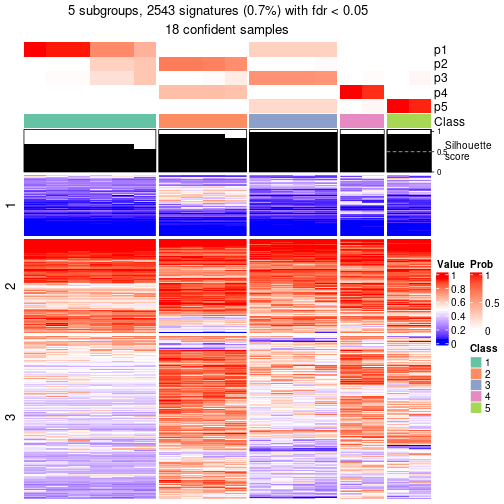 5 subgroups, 2543 signatures (0.7%) with fdr < 0.05
18 confident samples
p1
p2
p3
p4
p5
Class
1
0.5
0
Silhouette
score
1
2
3
Value
1
0.8
0.6
0.4
0.2
0
Prob
1
0.5
0
Class
1
2
3
4
5